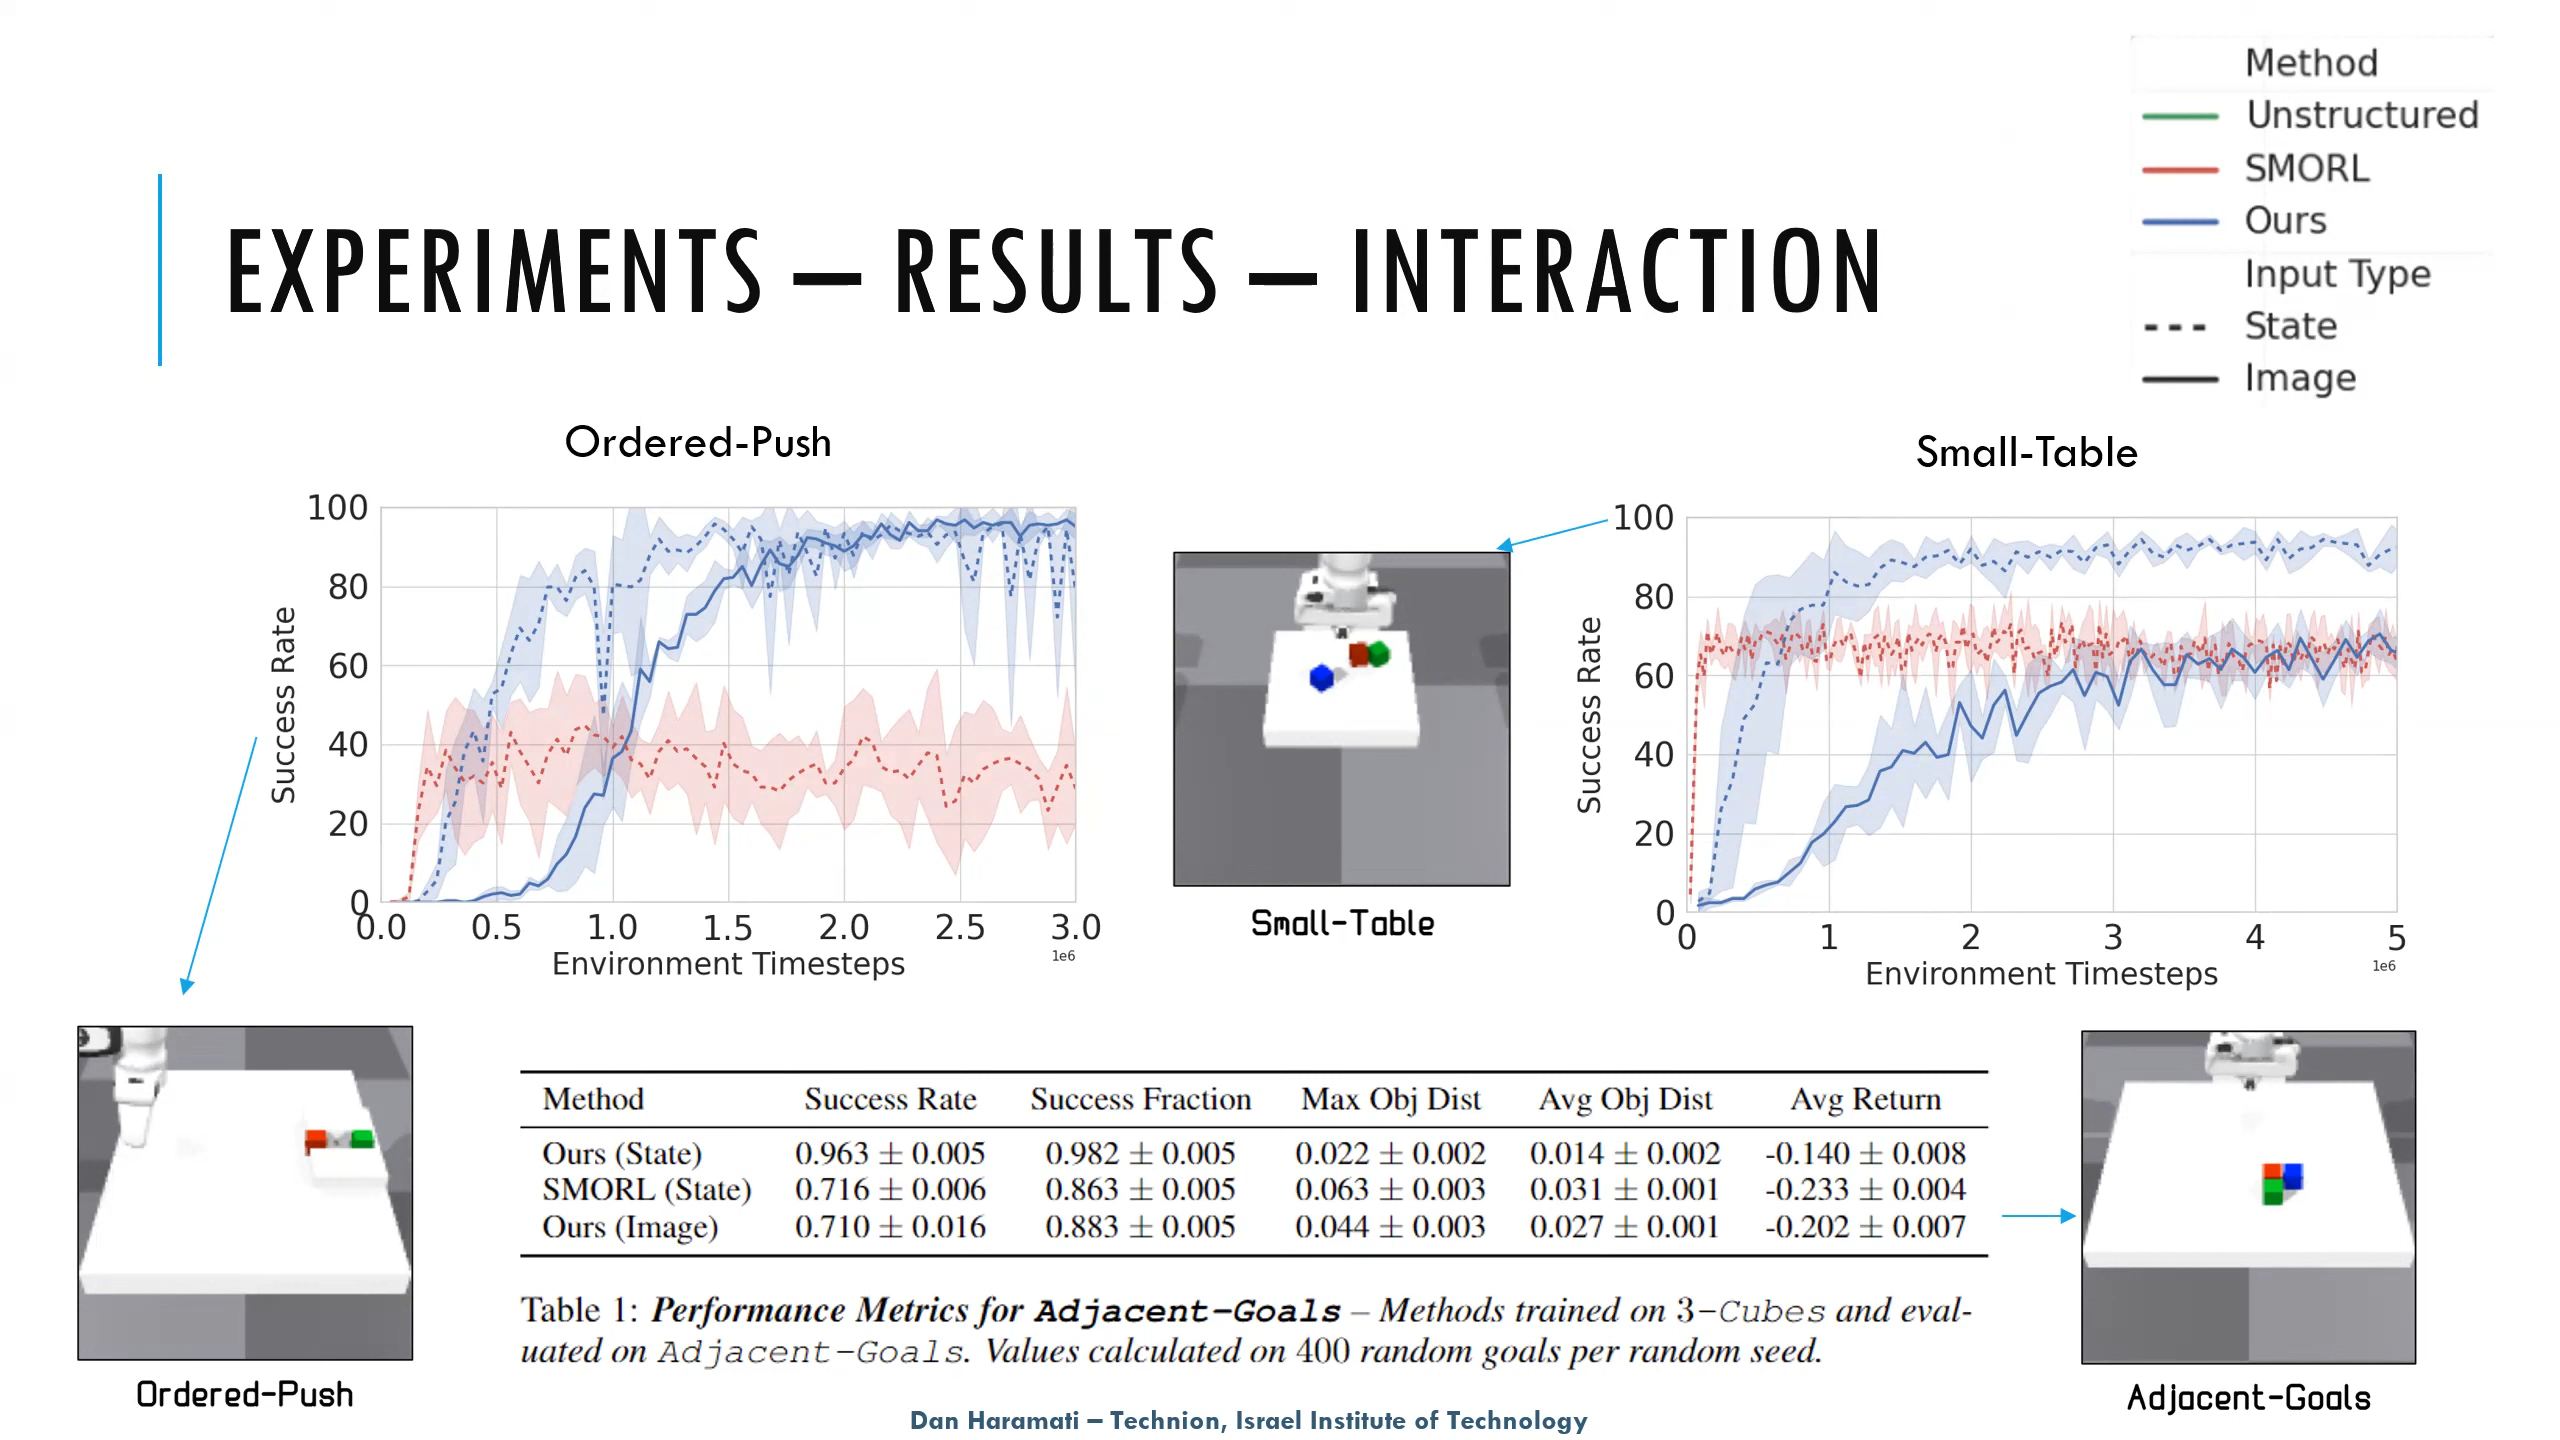 Method
Unstructured
SMORL
Ours
Input Type
State
Image
EXPERIMENTS – RESULTS – INTERACTION
Ordered-Push
Success Rate
100
80
60
40
20
0
0.0 0.5 1.0 1.5 2.0 2.5 3.0
1e6
Environment Timesteps
Small-Table
Small-Table
Success Rate
100
80
60
40
20
0
0 1 2 3 4 5
1e6
Environment Timesteps
Ordered-Push
Method Success Rate Success Fraction Max Obj Dist Avg Obj Dist Avg Return
Ours (State) 0.963 ± 0.005 0.982 ± 0.005 0.022 ± 0.002 0.014 ± 0.002 -0.140 ± 0.008
SMORL (State) 0.716 ± 0.006 0.863 ± 0.005 0.063 ± 0.003 0.031 ± 0.001 -0.233 ± 0.004
Ours (Image) 0.710 ± 0.016 0.883 ± 0.005 0.044 ± 0.003 0.027 ± 0.001 -0.202 ± 0.007
Table 1: Performance Metrics for Adjacent-Goals – Methods trained on 3-Cubes and eval-
uated on Adjacent-Goals. Values calculated on 400 random goals per random seed.
Adjacent-Goals
Dan Haramati – Technion, Israel Institute of Technology